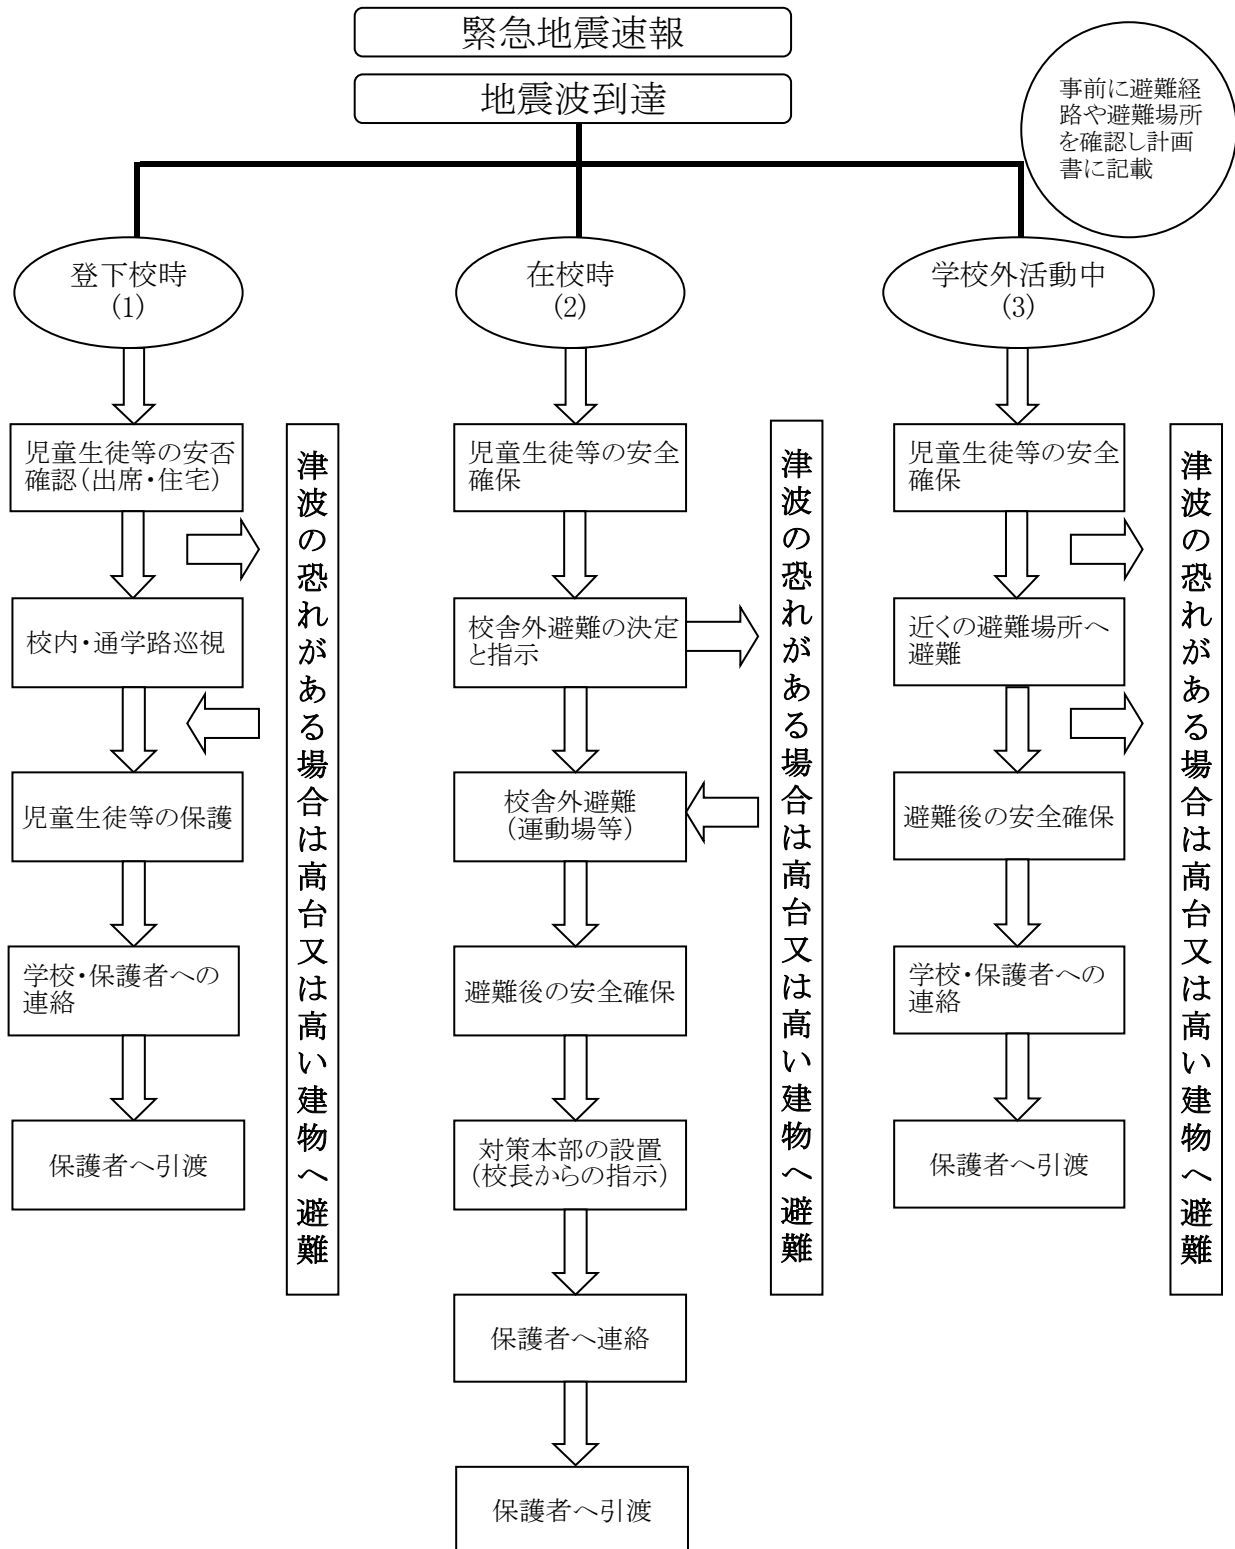 緊急地震速報
地震波到達
事前に避難経
路や避難場所
を確認し計画
書に記載
登下校時
(1)
児童生徒等の安否
確認(出席・住宅)
校内・通学路巡視
児童生徒等の保護
学校・保護者への
連絡
保護者へ引渡
津波の恐れがある場合は高台又は高い建物へ避難
在校時
(2)
児童生徒等の安全
確保
校舎外避難の決定
と指示
校舎外避難
(運動場等)
避難後の安全確保
対策本部の設置
(校長からの指示)
保護者へ連絡
保護者へ引渡
津波の恐れがある場合は高台又は高い建物へ避難
学校外活動中
(3)
児童生徒等の安全
確保
近くの避難場所へ
避難
避難後の安全確保
学校・保護者への
連絡
保護者へ引渡
津波の恐れがある場合は高台又は高い建物へ避難